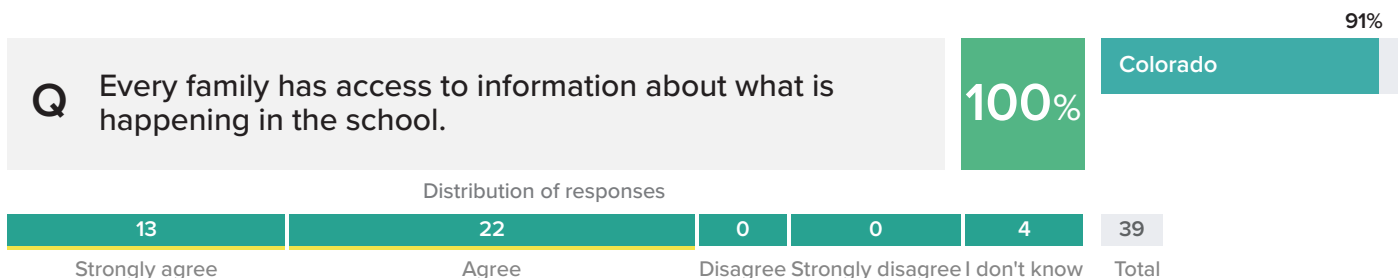 91%
Q
Every family has access to information about what is
happening in the school.
100%
Colorado
Distribution of responses
13 22 0 0 4 39
Strongly agree Agree Disagree Strongly disagree I don't know Total